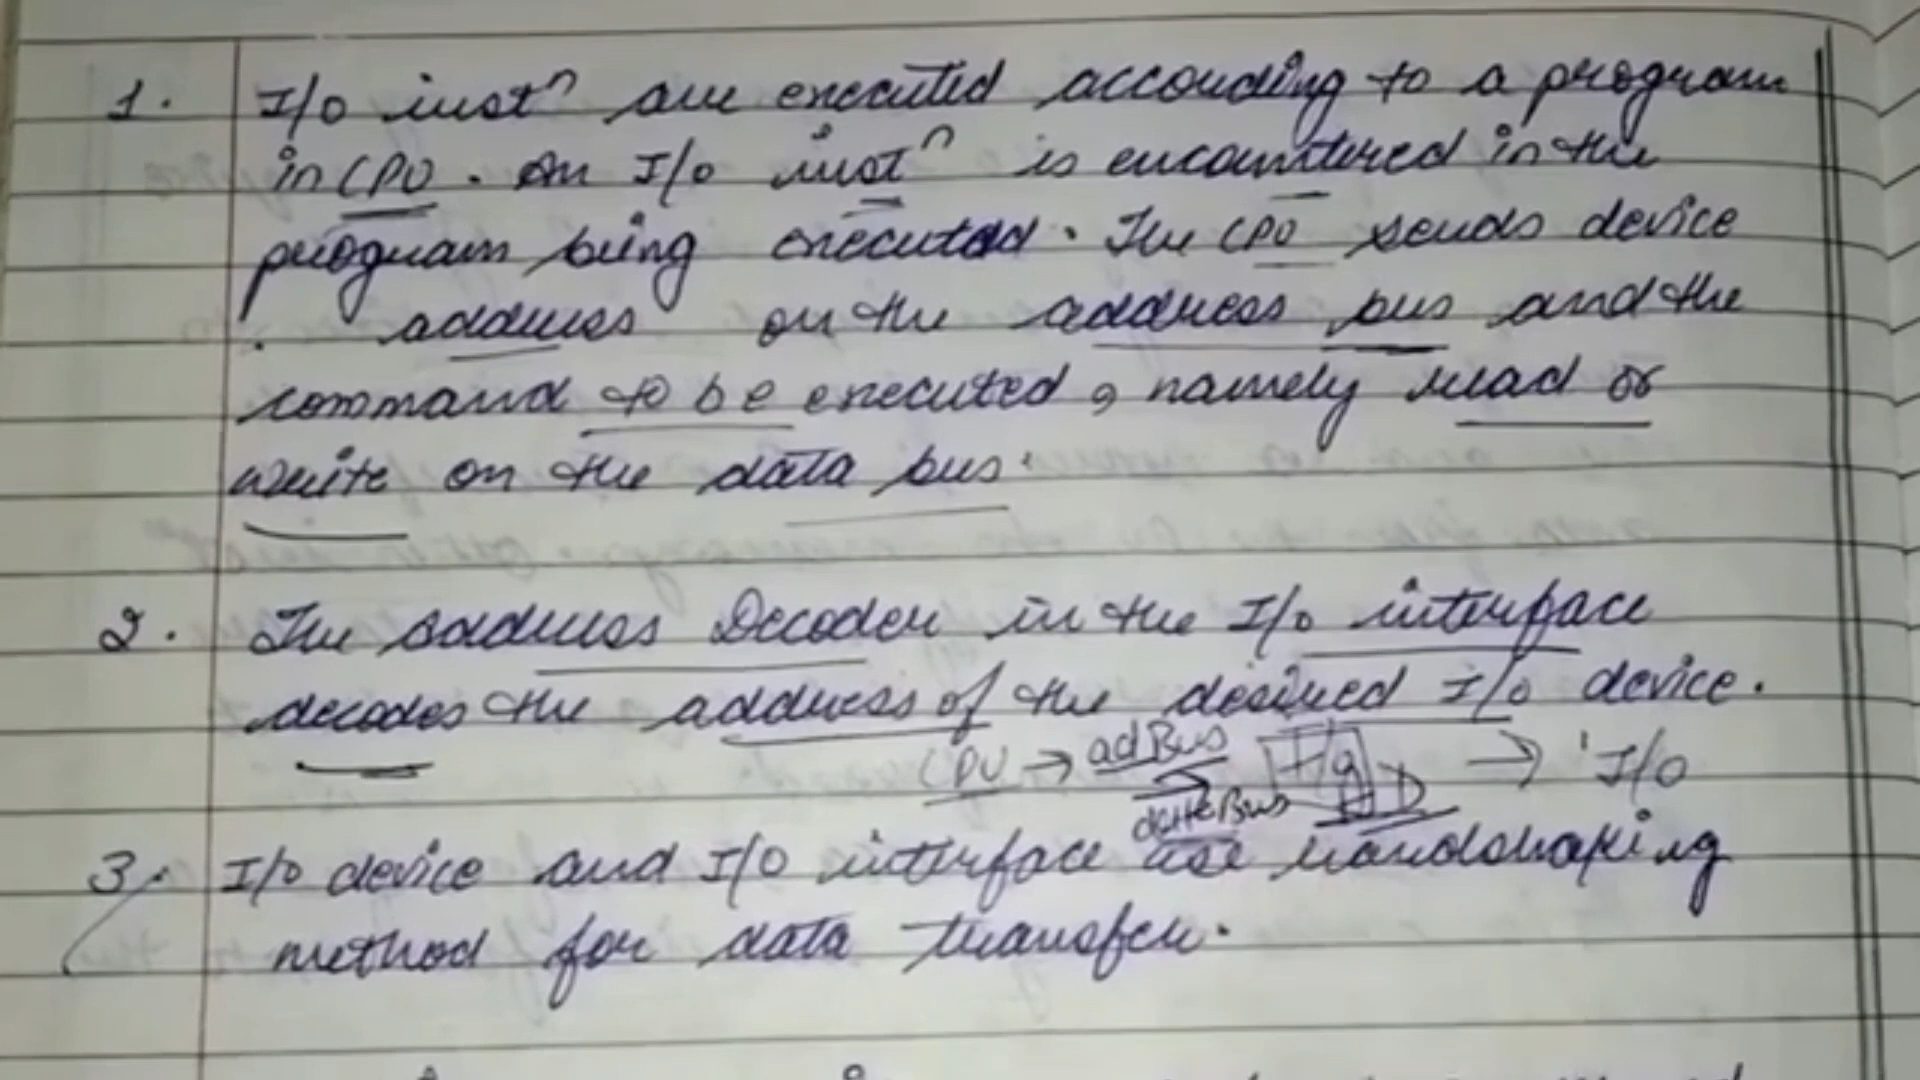 1. I/O instⁿ are executed according to a program
in CPU. An I/o instⁿ is encountered in the
program being executed. The CPU sends device
address on the address bus and the
command to be executed, namely read or
write on the data bus.
2. The address Decoder in the I/o interface
decodes the address of the desired I/o device.
CPU → ad Bus → I/O
data Bus
3. I/O device and I/O interface use handshaking
method for data transfer.